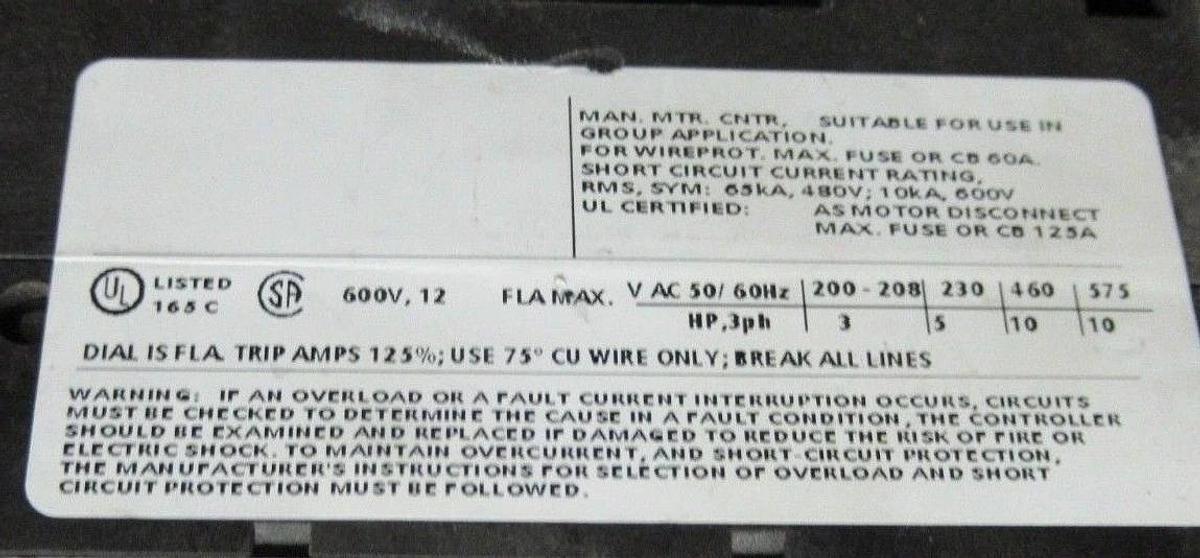 MAN. MTR. CNTR, SUITABLE FOR USE IN
GROUP APPLICATION.
FOR WIREPROT. MAX. FUSE OR CB 60A.
SHORT CIRCUIT CURRENT RATING,
RMS, SYM: 65kA, 480V; 10kA, 600V
UL CERTIFIED: AS MOTOR DISCONNECT
MAX. FUSE OR CB 125A
UL LISTED
165 C
SA 600V, 12 FLA MAX. V AC 50/ 60Hz 200 - 208 230 460 575
HP,3ph 3 5 10 10
DIAL IS FLA. TRIP AMPS 125%; USE 75° CU WIRE ONLY; BREAK ALL LINES
WARNING: IF AN OVERLOAD OR A FAULT CURRENT INTERRUPTION OCCURS, CIRCUITS
MUST BE CHECKED TO DETERMINE THE CAUSE IN A FAULT CONDITION, THE CONTROLLER
SHOULD BE EXAMINED AND REPLACED IF DAMAGED TO REDUCE THE RISK OF FIRE OR
ELECTRIC SHOCK. TO MAINTAIN OVERCURRENT, AND SHORT-CIRCUIT PROTECTION,
THE MANUFACTURER'S INSTRUCTIONS FOR SELECTION OF OVERLOAD AND SHORT
CIRCUIT PROTECTION MUST BE FOLLOWED.